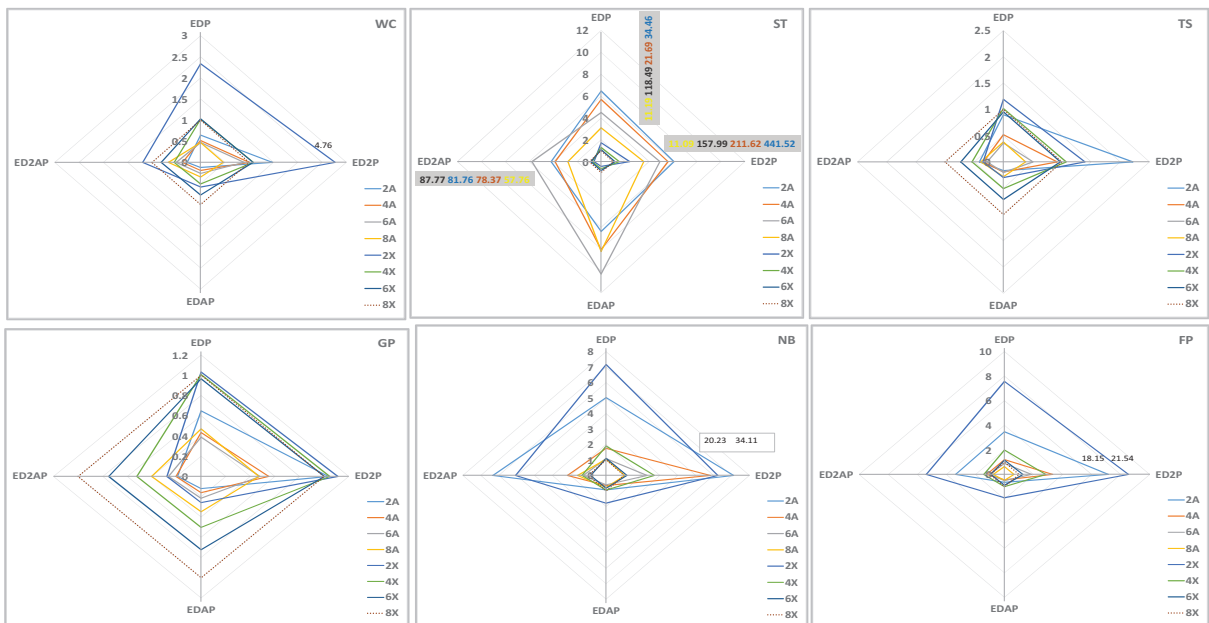 WC
EDP
3
2.5
2
1.5
1
0.5
0
4.76
ED2AP
ED2P
EDAP
2A
4A
6A
8A
2X
4X
6X
8X
ST
EDP
12
10
8
6
4
2
0
118.49 21.69 34.46
157.99 211.62 441.52
87.77 81.76 78.37
ED2AP
ED2P
EDAP
2A
4A
6A
8A
2X
4X
6X
8X
TS
EDP
2.5
2
1.5
1
0.5
0
ED2AP
ED2P
EDAP
2A
4A
6A
8A
2X
4X
6X
8X
GP
EDP
1.2
1
0.8
0.6
0.4
0.2
0
ED2AP
ED2P
EDAP
2A
4A
6A
8A
2X
4X
6X
8X
NB
EDP
8
7
6
5
4
3
2
1
0
20.23 34.11
ED2AP
ED2P
EDAP
2A
4A
6A
8A
2X
4X
6X
8X
FP
EDP
10
8
6
4
2
0
18.15 21.54
ED2AP
ED2P
EDAP
2A
4A
6A
8A
2X
4X
6X
8X